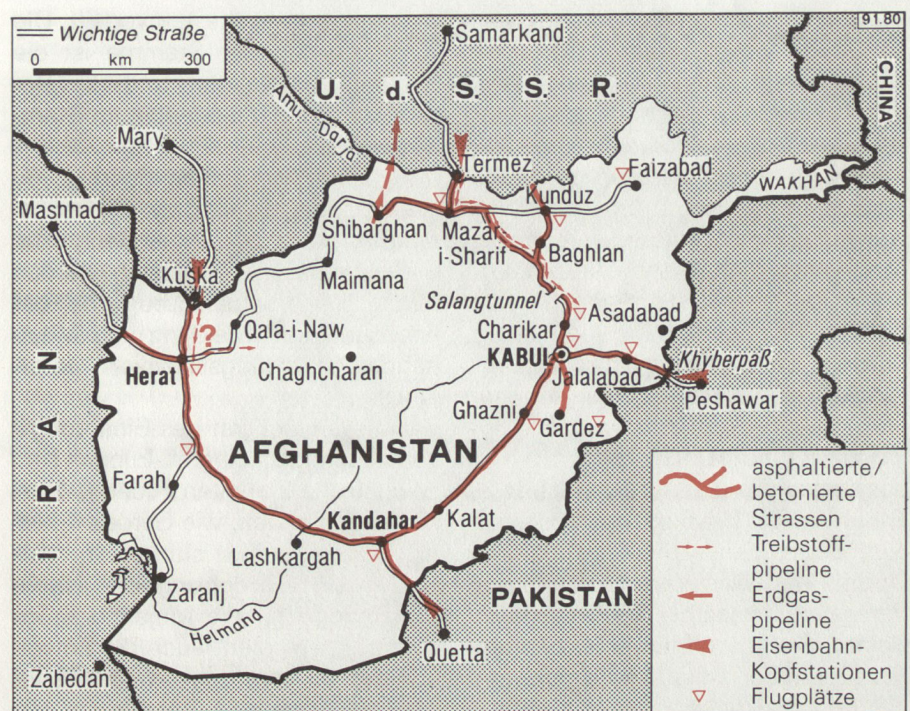 Wichtige Straße
0 km 300
91.80
Samarkand
U. d. S. S. R.
CHINA
Amu Darja
Mary
Termez
Faizabad
WAKHAN
Kunduz
Mashhad
Shibarghan
Mazar
i-Sharif
Baghlan
Maimana
Kuska
Salangtunnel
Asadabad
?
Qala-i-Naw
Charikar
KABUL
Khyberpaß
Herat
Chaghcharan
Jalalabad
Peshawar
Ghazni
Gardez
IRAN
AFGHANISTAN
Farah
Kandahar
Kalat
Lashkargah
Zaranj
PAKISTAN
Helmand
Quetta
Zahedan
asphaltierte/
betonierte
Strassen
Treibstoff-
pipeline
Erdgas-
pipeline
Eisenbahn-
Kopfstationen
Flugplätze